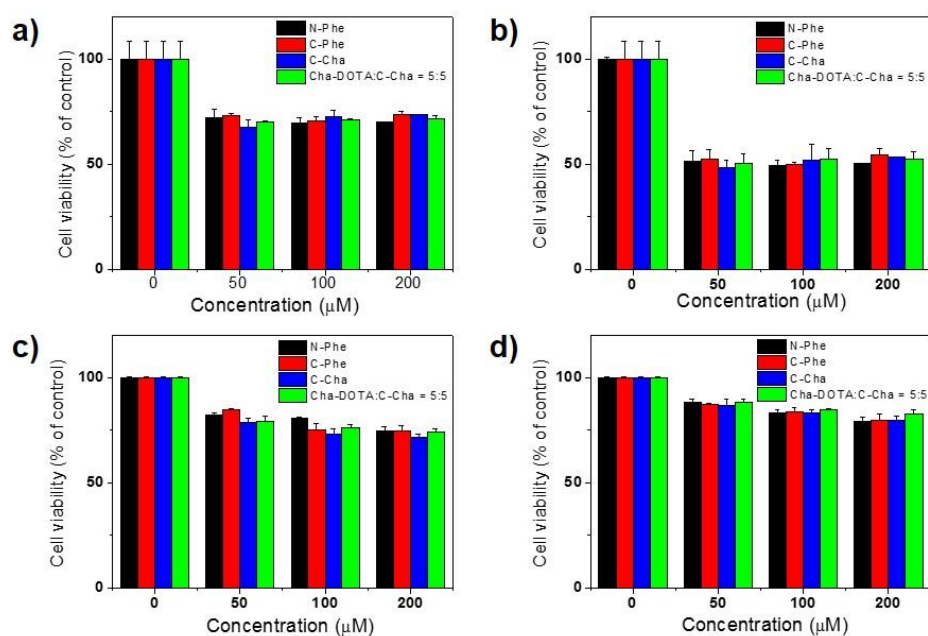 a)
Cell viability (% of control)
100
50
0
N-Phe
C-Phe
C-Cha
Cha-DOTA:C-Cha = 5:5
0 50 100 200
Concentration (μM)
b)
Cell viability (% of control)
100
50
0
N-Phe
C-Phe
C-Cha
Cha-DOTA:C-Cha = 5:5
0 50 100 200
Concentration (μM)
c)
Cell viability (% of control)
100
50
0
N-Phe
C-Phe
C-Cha
Cha-DOTA:C-Cha = 5:5
0 50 100 200
Concentration (μM)
d)
Cell viability (% of control)
100
50
0
N-Phe
C-Phe
C-Cha
Cha-DOTA:C-Cha = 5:5
0 50 100 200
Concentration (μM)